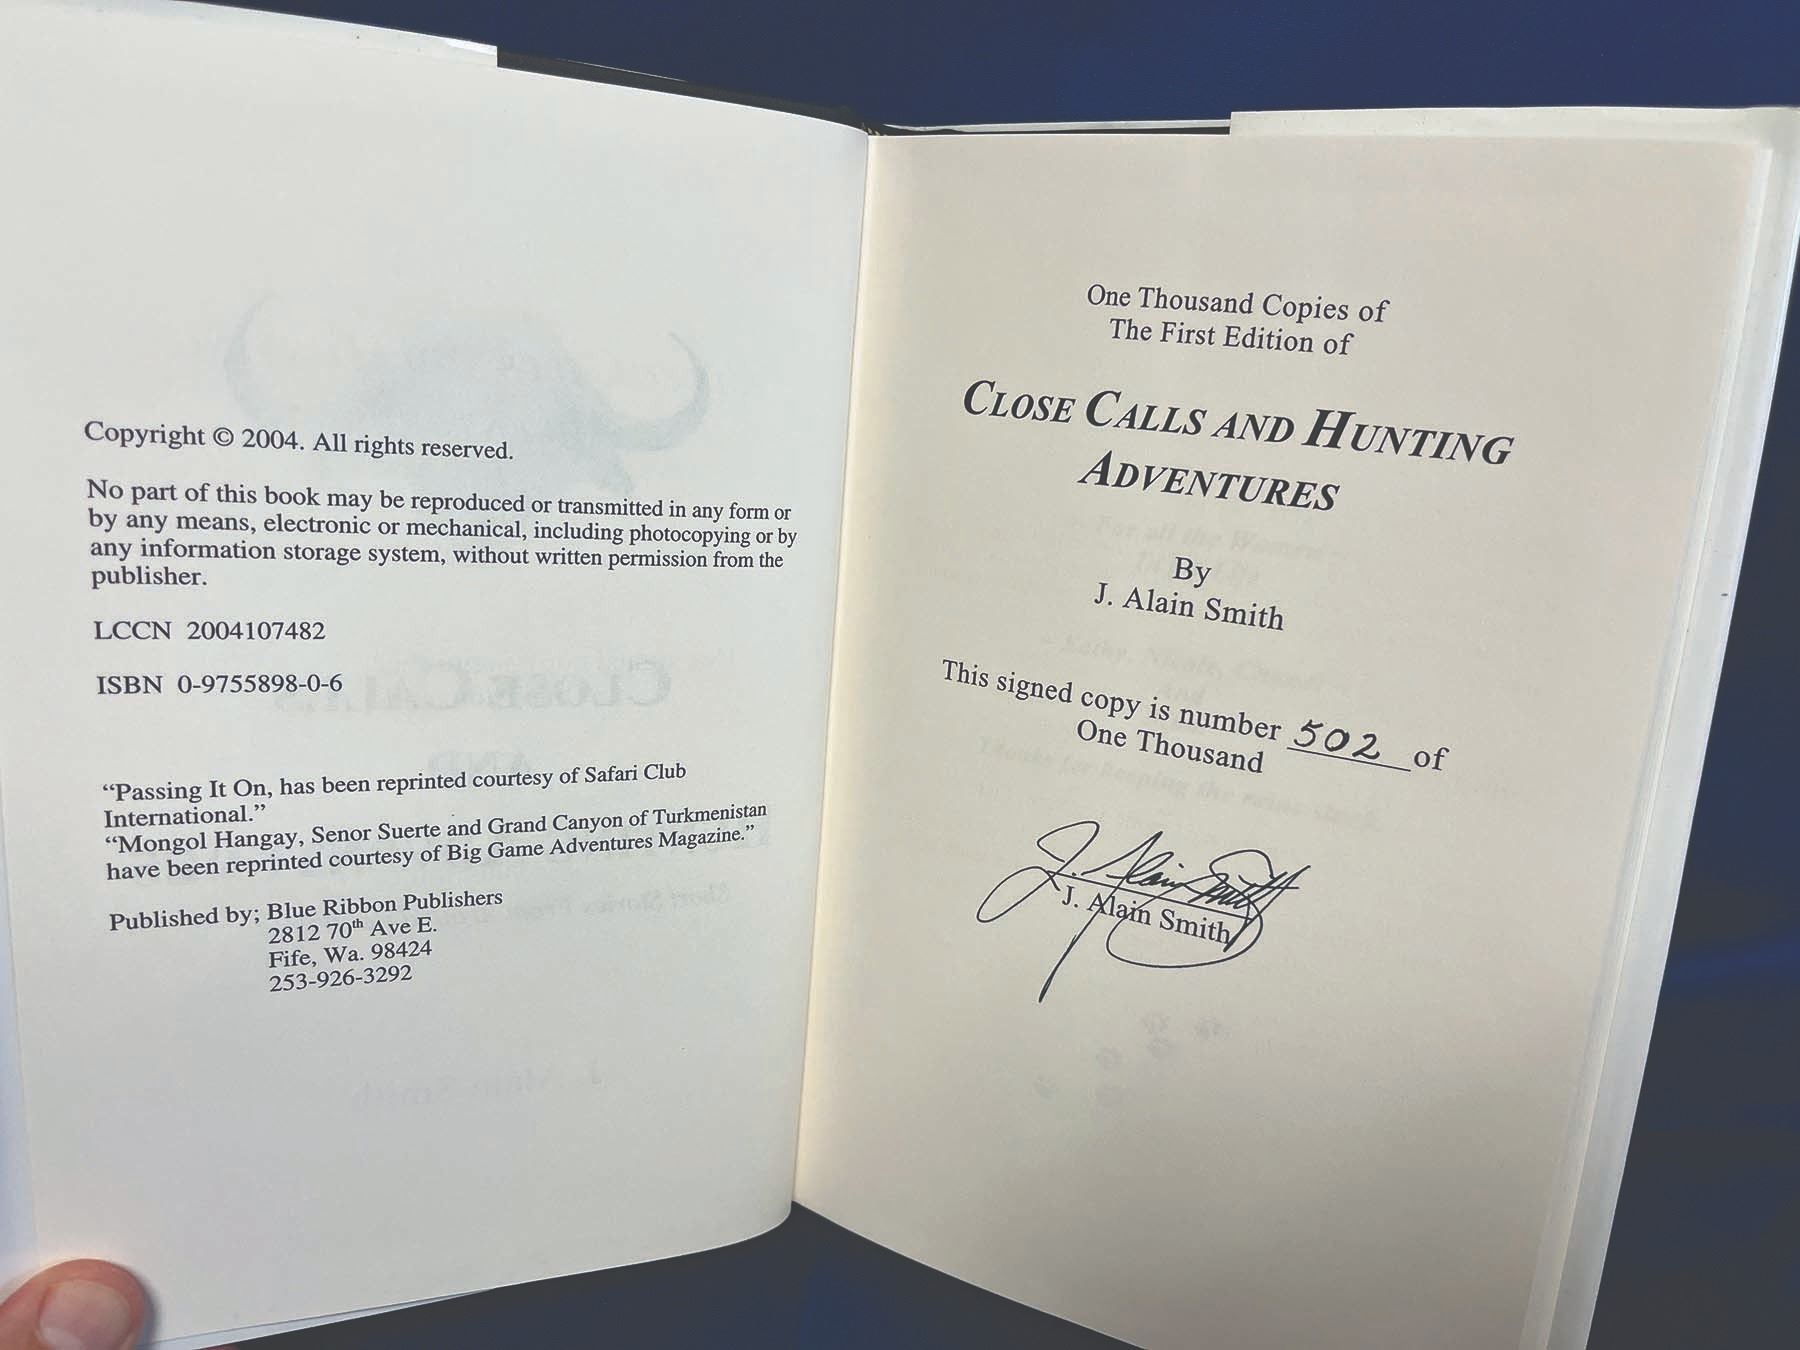 Copyright © 2004. All rights reserved.
No part of this book may be reproduced or transmitted in any form or
by any means, electronic or mechanical, including photocopying or by
any information storage system, without written permission from the
publisher.
LCCN 2004107482
ISBN 0-9755898-0-6
“Passing It On, has been reprinted courtesy of Safari Club
International.”
“Mongol Hangay, Senor Suerte and Grand Canyon of Turkmenistan
have been reprinted courtesy of Big Game Adventures Magazine.”
Published by; Blue Ribbon Publishers
2812 70th Ave E.
Fife, Wa. 98424
253-926-3292
One Thousand Copies of
The First Edition of
CLOSE CALLS AND HUNTING
ADVENTURES
By
J. Alain Smith
This signed copy is number 502 of
One Thousand
J. Alain Smith
J. Alain Smith